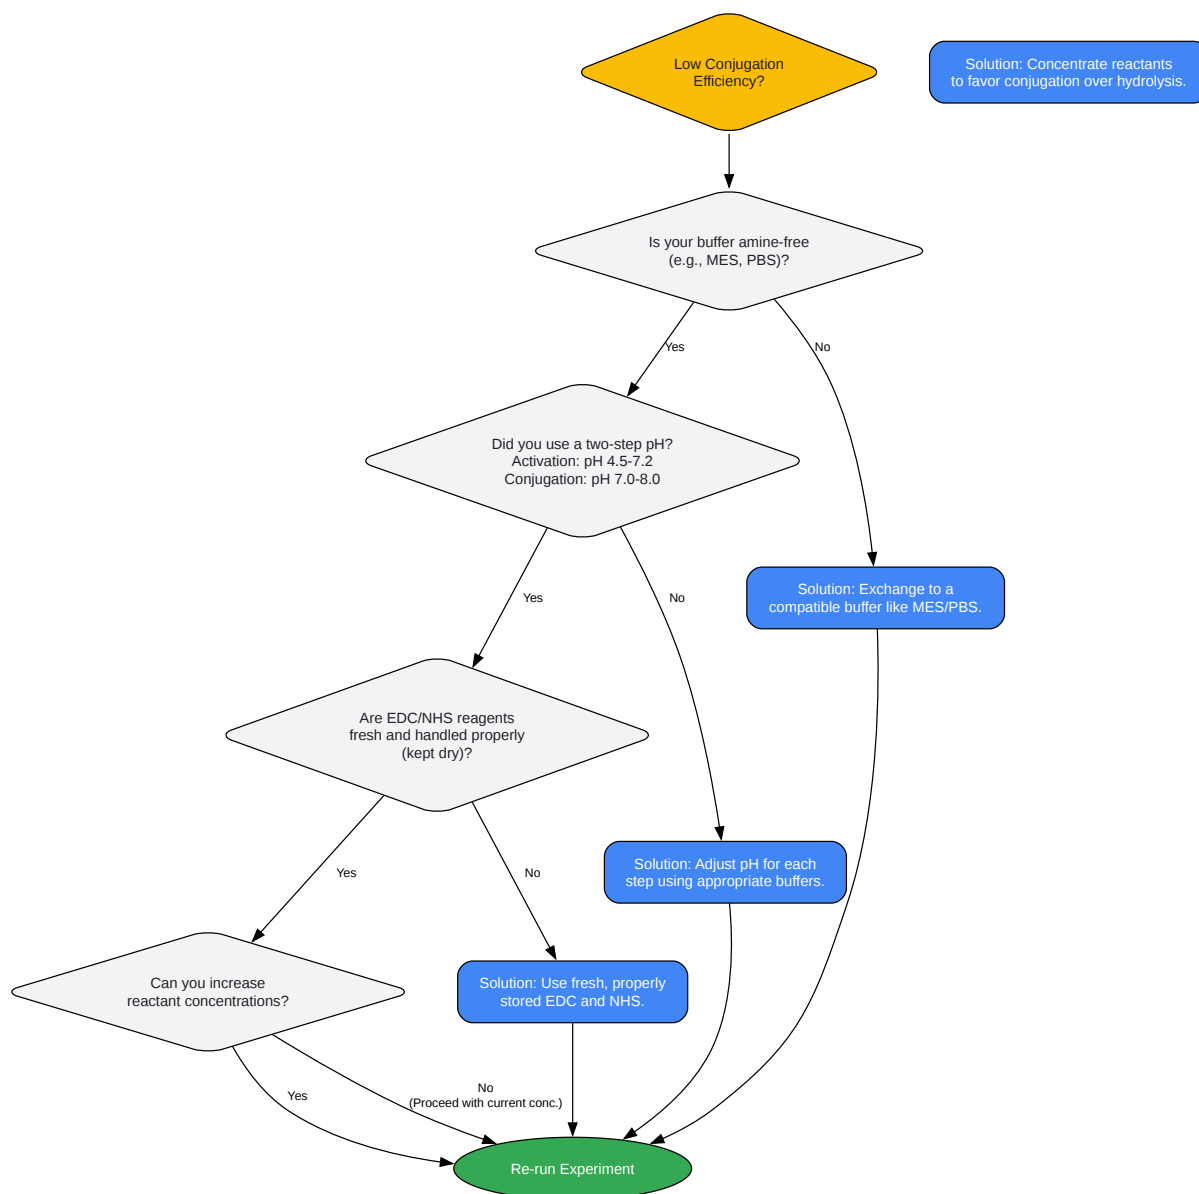 Low Conjugation
Efficiency?
Solution: Concentrate reactants
to favor conjugation over hydrolysis.
Is your buffer amine-free
(e.g., MES, PBS)?
Yes
No
Did you use a two-step pH?
Activation: pH 4.5-7.2
Conjugation: pH 7.0-8.0
Yes
No
Solution: Exchange to a
compatible buffer like MES/PBS.
Are EDC/NHS reagents
fresh and handled properly
(kept dry)?
Yes
No
Solution: Adjust pH for each
step using appropriate buffers.
Can you increase
reactant concentrations?
Solution: Use fresh, properly
stored EDC and NHS.
Yes
No
(Proceed with current conc.)
Re-run Experiment